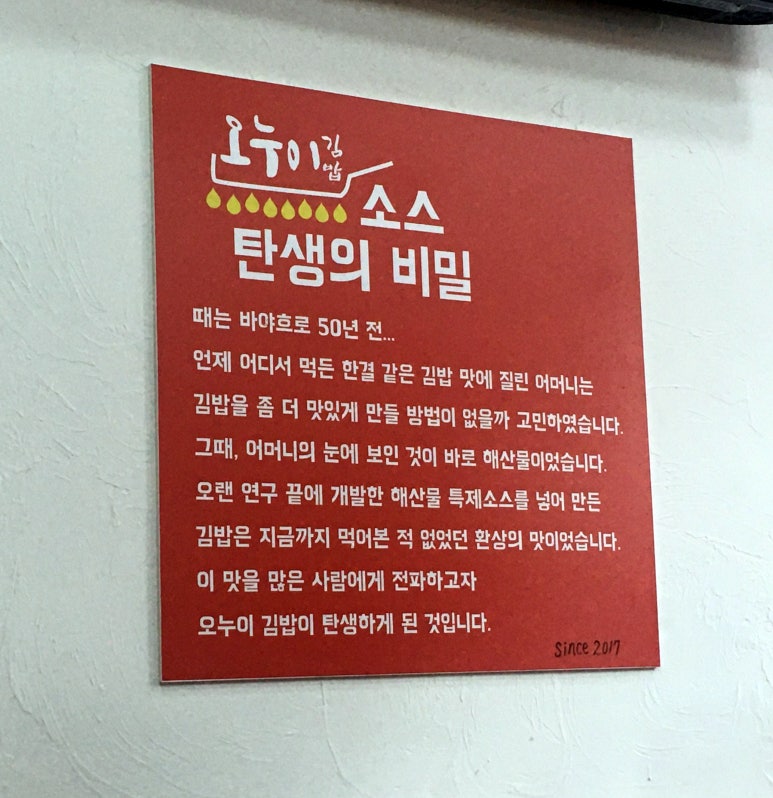 오누이김밥 소스
탄생의 비밀
때는 바야흐로 50년 전...
언제 어디서 먹든 한결 같은 김밥 맛에 질린 어머니는
김밥을 좀 더 맛있게 만들 방법이 없을까 고민하였습니다.
그때, 어머니의 눈에 보인 것이 바로 해산물이었습니다.
오랜 연구 끝에 개발한 해산물 특제소스를 넣어 만든
김밥은 지금까지 먹어본 적 없었던 환상의 맛이었습니다.
이 맛을 많은 사람에게 전파하고자
오누이 김밥이 탄생하게 된 것입니다.
Since 2017